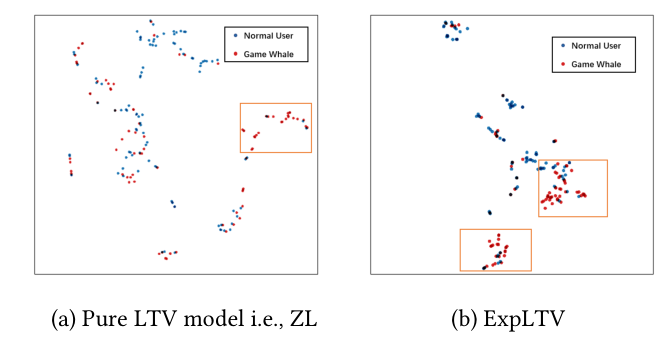 Normal User
Game Whale
Normal User
Game Whale
(a) Pure LTV model i.e., ZL
(b) ExpLTV